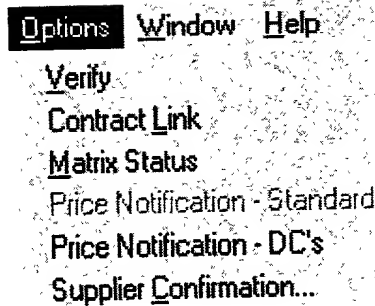 Options Window Help
Verify
Contract Link
Matrix Status
Price Notification - Standard
Price Notification - DC's
Supplier Confirmation...